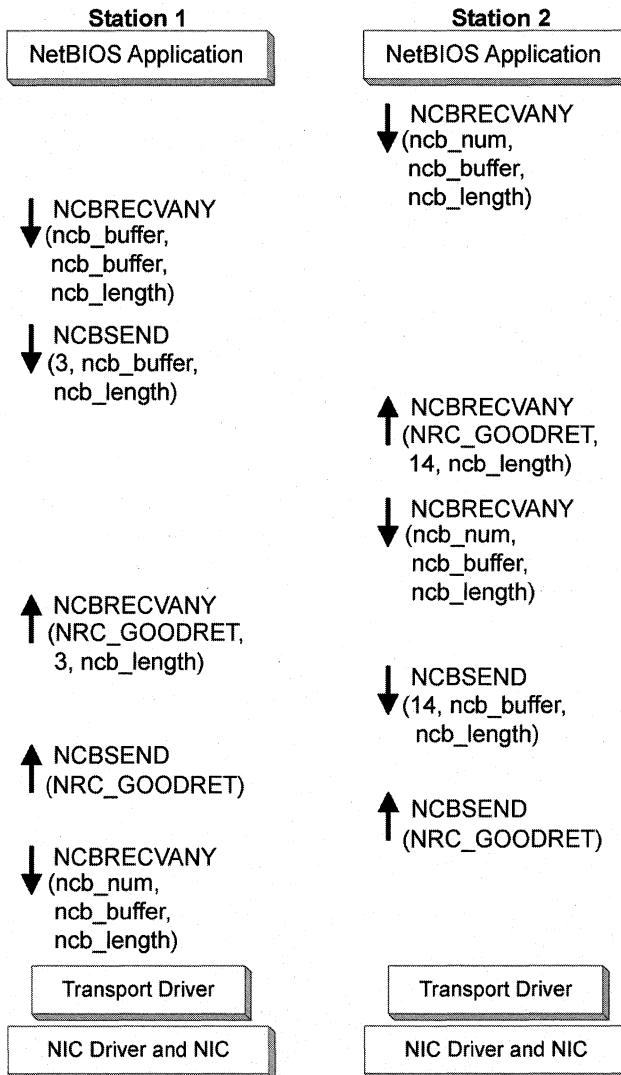 Station 1
NetBIOS Application
NCBRECVANY
(ncb_buffer,
ncb_buffer,
ncb_length)
NCBSEND
(3, ncb_buffer,
ncb_length)
NCBRECVANY
(NRC_GOODRET,
3, ncb_length)
NCBSEND
(NRC_GOODRET)
NCBRECVANY
(ncb_num,
ncb_buffer,
ncb_length)
Transport Driver
NIC Driver and NIC
Station 2
NetBIOS Application
NCBRECVANY
(ncb_num,
ncb_buffer,
ncb_length)
NCBRECVANY
(NRC_GOODRET,
14, ncb_length)
NCBRECVANY
(ncb_num,
ncb_buffer,
ncb_length)
NCBSEND
(14, ncb_buffer,
ncb_length)
NCBSEND
(NRC_GOODRET)
Transport Driver
NIC Driver and NIC